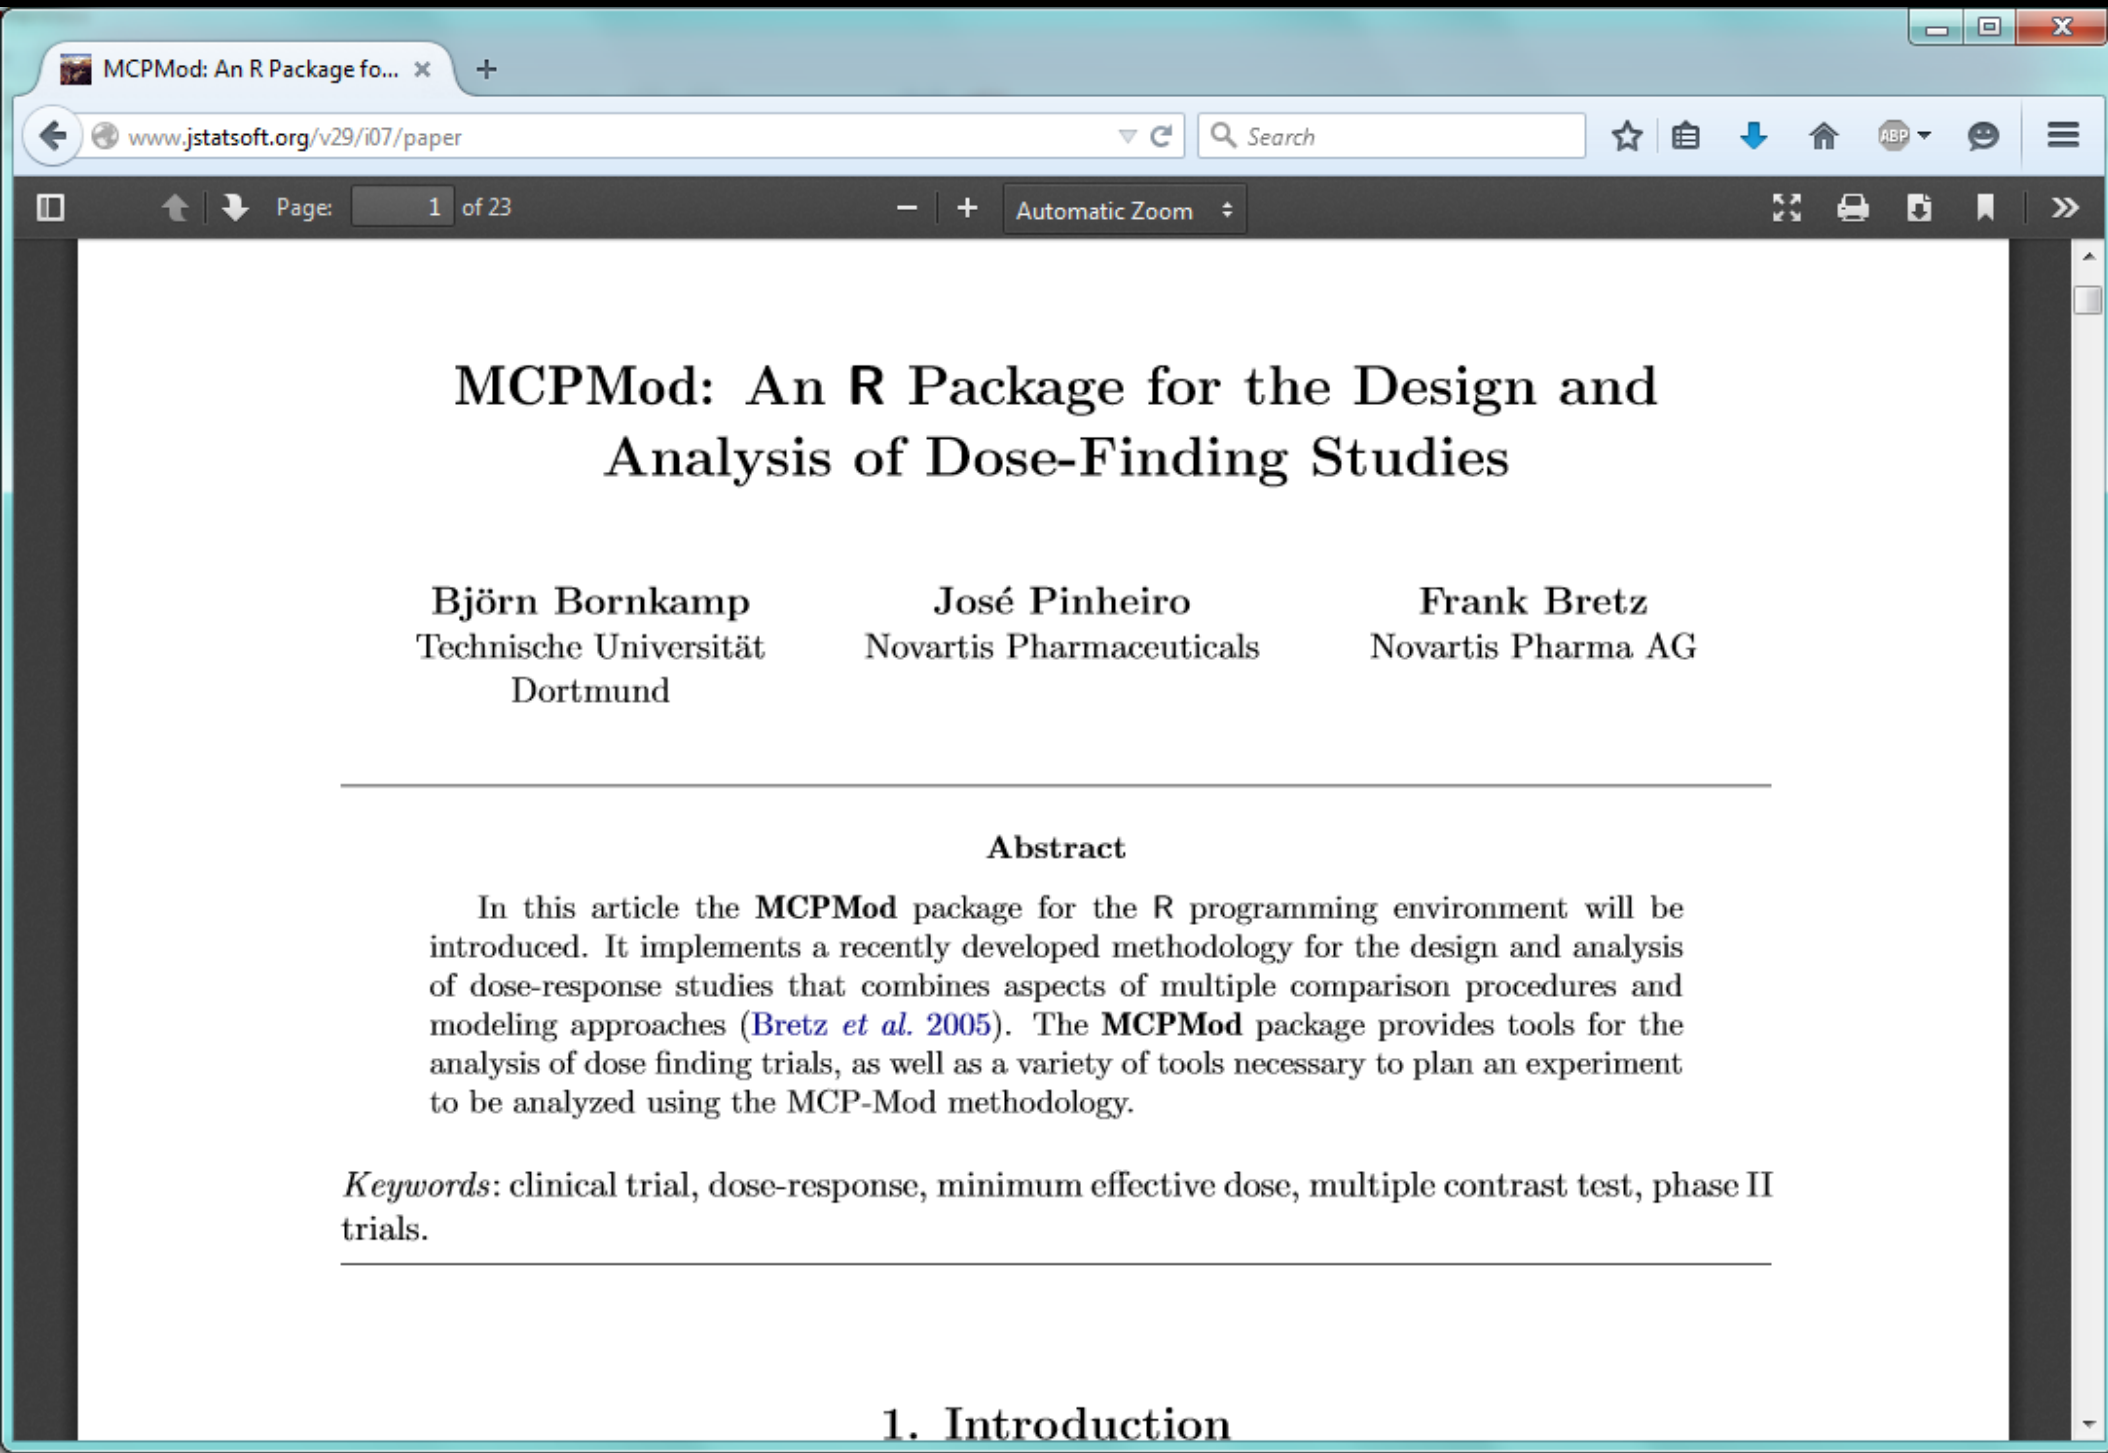 MCPMod: An R Package fo...
www.jstatsoft.org/v29/i07/paper
Search
ABP
Page: 1 of 23
Automatic Zoom
MCPMod: An R Package for the Design and
Analysis of Dose-Finding Studies
Björn Bornkamp
Technische Universität
Dortmund
José Pinheiro
Novartis Pharmaceuticals
Frank Bretz
Novartis Pharma AG
Abstract
In this article the MCPMod package for the R programming environment will be
introduced. It implements a recently developed methodology for the design and analysis
of dose-response studies that combines aspects of multiple comparison procedures and
modeling approaches (Bretz et al. 2005). The MCPMod package provides tools for the
analysis of dose finding trials, as well as a variety of tools necessary to plan an experiment
to be analyzed using the MCP-Mod methodology.
Keywords: clinical trial, dose-response, minimum effective dose, multiple contrast test, phase II
trials.
1. Introduction